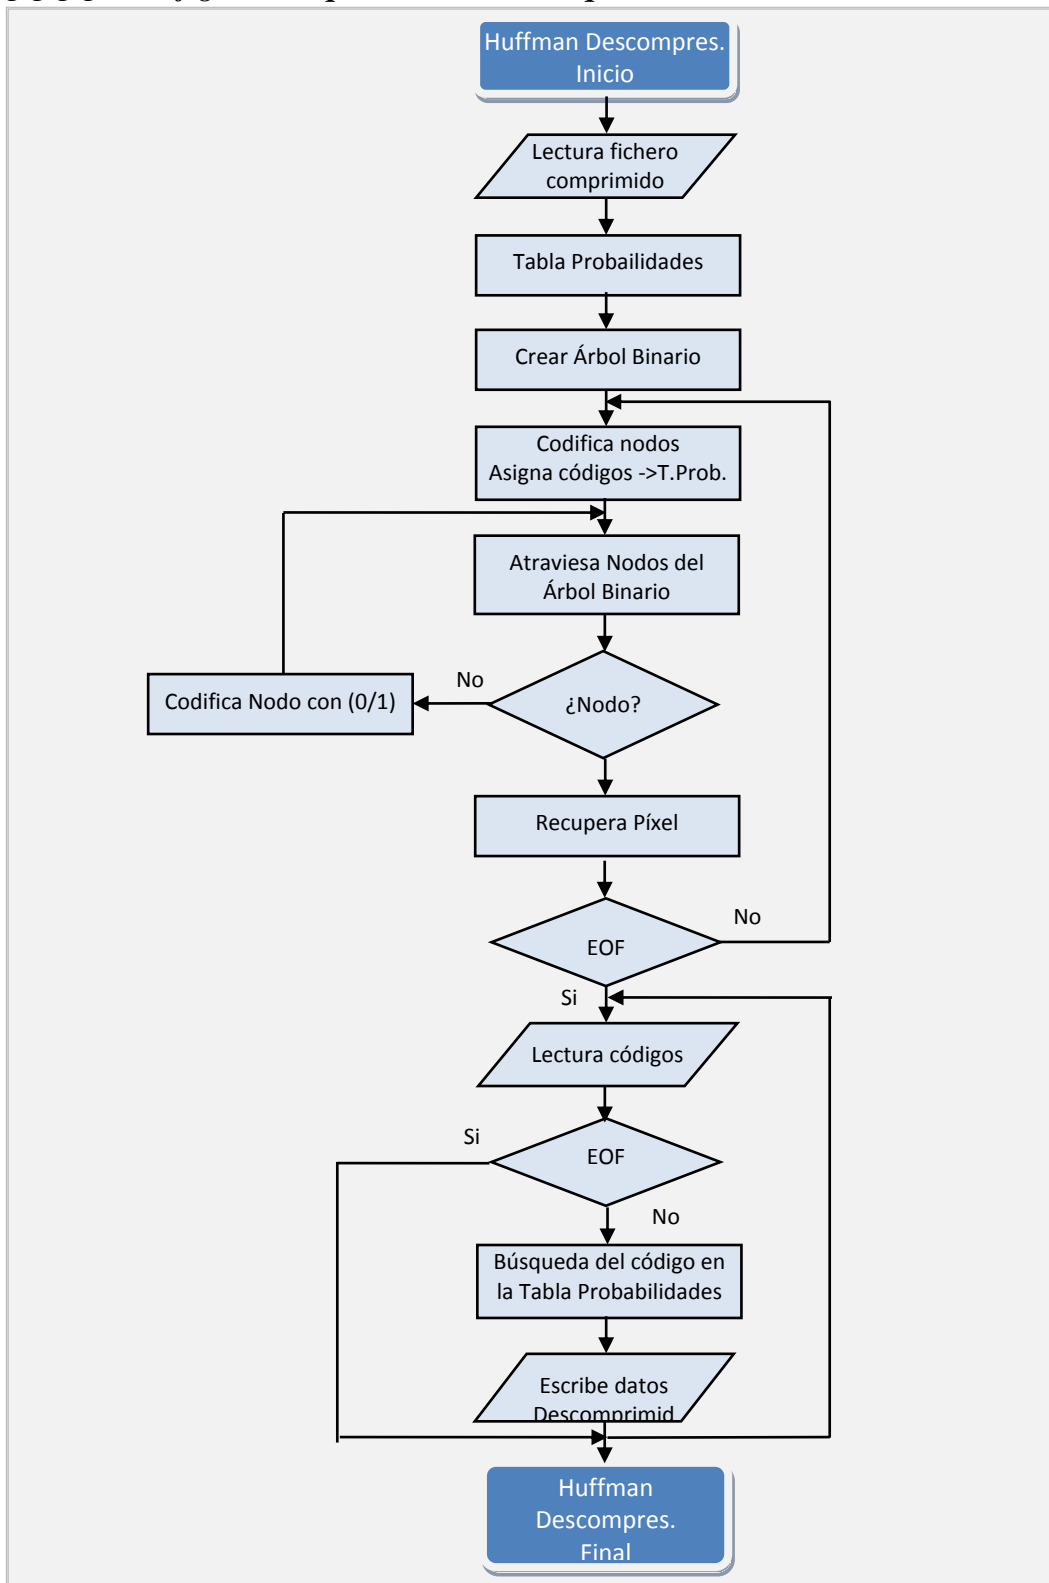 Huffman Descompres.
Inicio
Lectura fichero
comprimido
Tabla Probailidades
Crear Árbol Binario
Codifica nodos
Asigna códigos ->T.Prob.
Atraviesa Nodos del
Árbol Binario
No
Codifica Nodo con (0/1)
¿Nodo?
Recupera Píxel
No
EOF
Si
Lectura códigos
Si
EOF
No
Búsqueda del código en
la Tabla Probabilidades
Escribe datos
Descomprimid
Huffman
Descompres.
Final